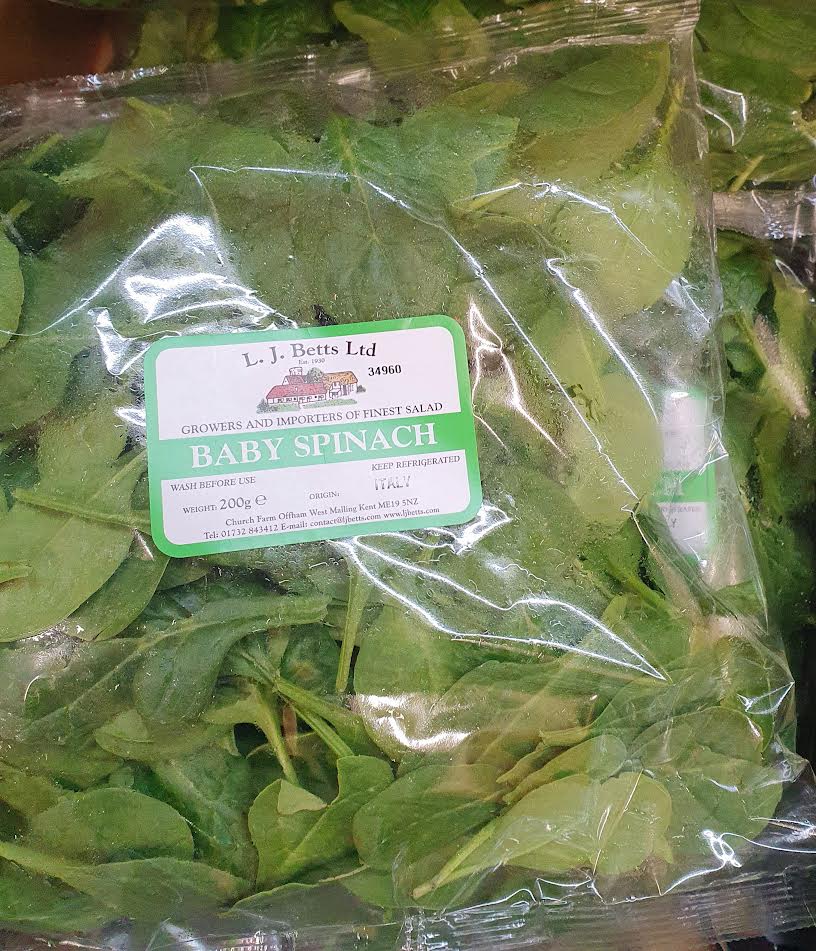 L. J. Betts Ltd
Est. 1930
34960
GROWERS AND IMPORTERS OF FINEST SALAD
BABY SPINACH
WASH BEFORE USE
KEEP REFRIGERATED
WEIGHT: 200g ℮
ORIGIN:
ITALY
Church Farm Offham West Malling Kent ME19 5NZ
Tel: 01732 843412 E-mail: contact@ljbetts.com www.ljbetts.com